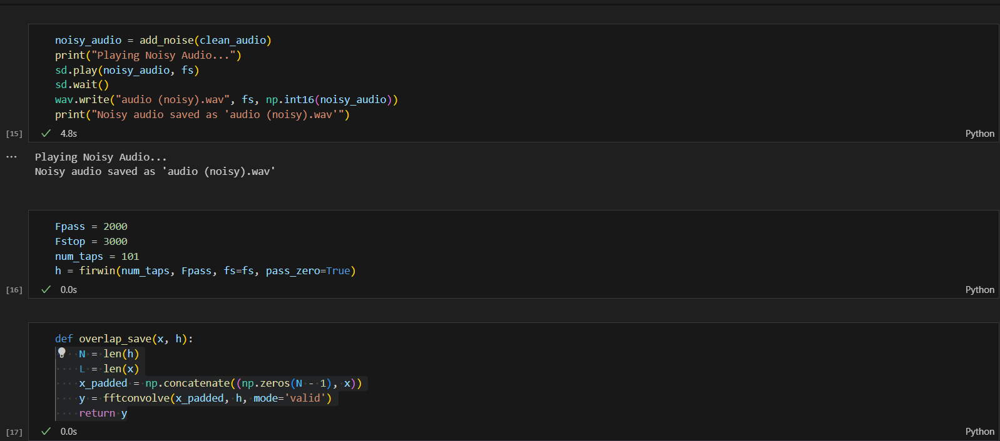 noisy_audio = add_noise(clean_audio)
print("Playing Noisy Audio...")
sd.play(noisy_audio, fs)
sd.wait()
wav.write("audio (noisy).wav", fs, np.int16(noisy_audio))
print("Noisy audio saved as 'audio (noisy).wav'")
[15] 4.8s Python
Playing Noisy Audio...
Noisy audio saved as 'audio (noisy).wav'
Fpass = 2000
Fstop = 3000
num_taps = 101
h = firwin(num_taps, Fpass, fs=fs, pass_zero=True)
[16] 0.0s Python
def overlap_save(x, h):
    N = len(h)
    L = len(x)
    x_padded = np.concatenate((np.zeros(N - 1), x))
    y = fftconvolve(x_padded, h, mode='valid')
    return y
[17] 0.0s Python